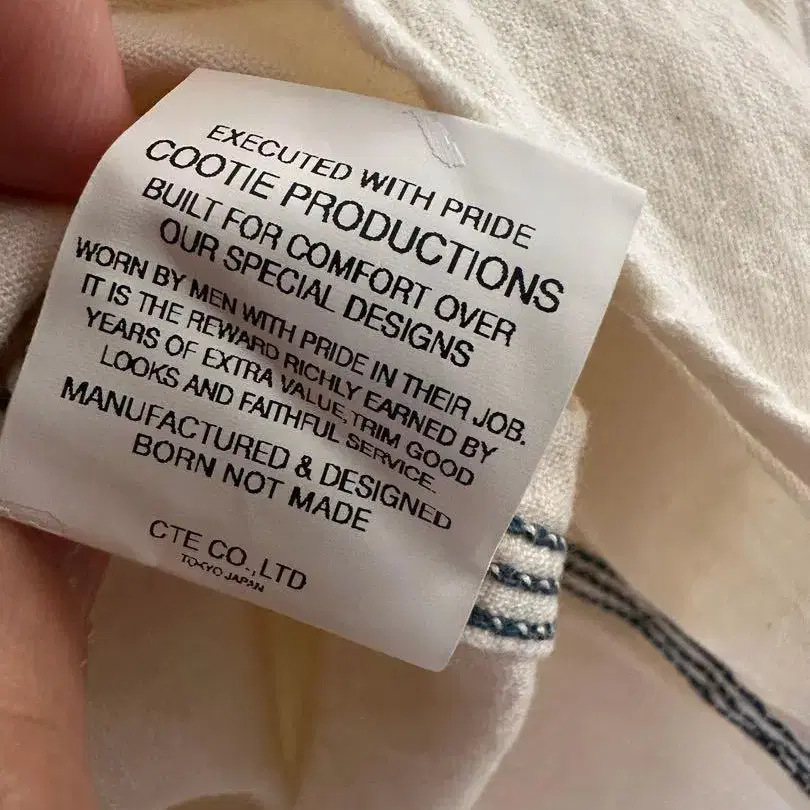 EXECUTED WITH PRIDE
COOTIE PRODUCTIONS
BUILT FOR COMFORT OVER
OUR SPECIAL DESIGNS
WORN BY MEN WITH PRIDE IN THEIR JOB.
IT IS THE REWARD RICHLY EARNED BY
YEARS OF EXTRA VALUE, TRIM GOOD
LOOKS AND FAITHFUL SERVICE.
MANUFACTURED & DESIGNED
BORN NOT MADE
CTE CO.,LTD
TOKYO JAPAN